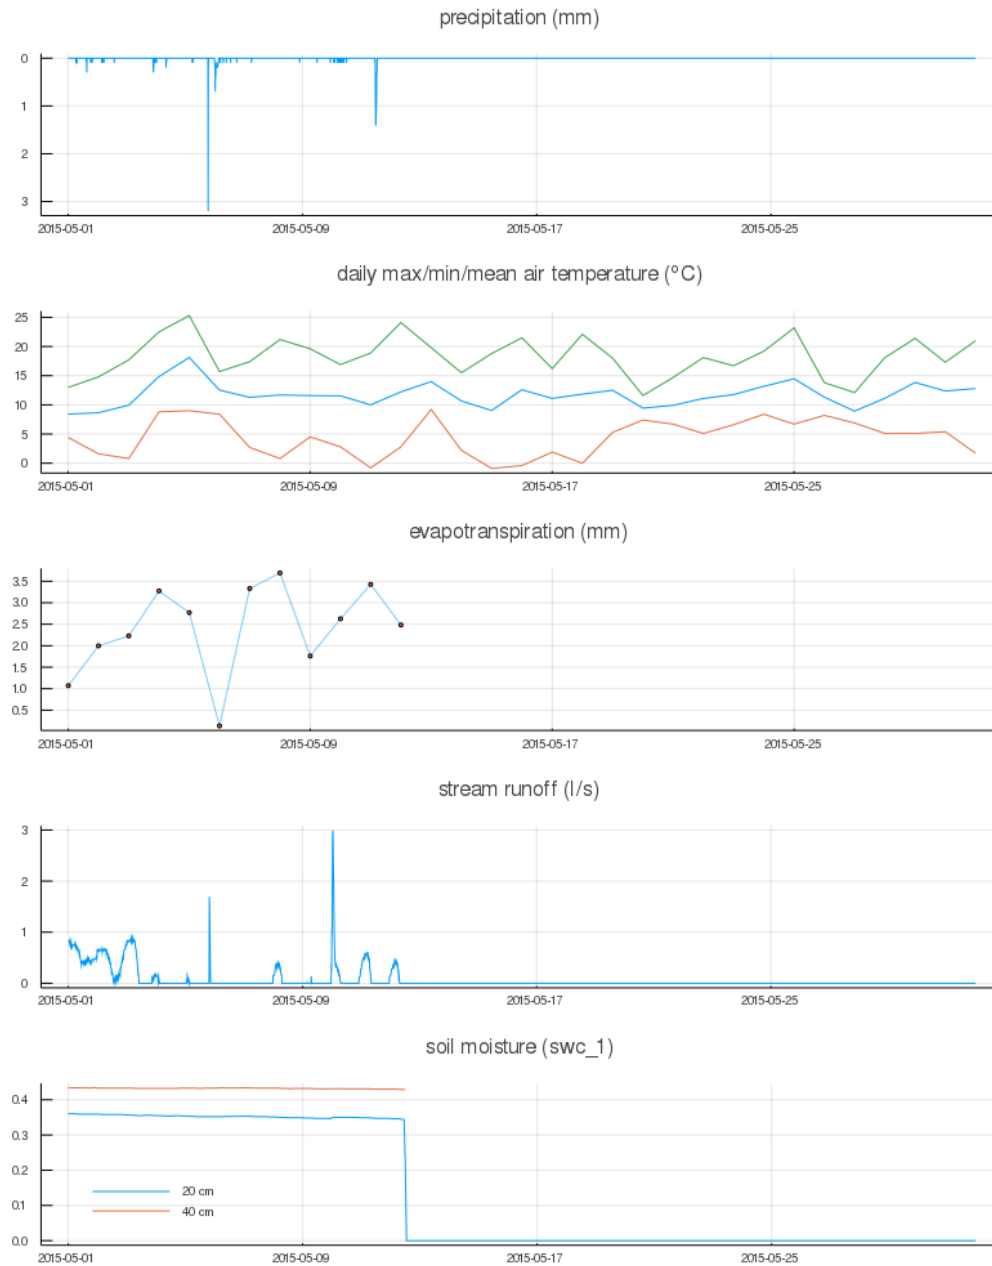 precipitation (mm)
0
1
2
3
2015-05-01 2015-05-09 2015-05-17 2015-05-25
daily max/min/mean air temperature (ºC)
25
20
15
10
5
0
2015-05-01 2015-05-09 2015-05-17 2015-05-25
evapotranspiration (mm)
3.5
3.0
2.5
2.0
1.5
1.0
0.5
2015-05-01 2015-05-09 2015-05-17 2015-05-25
stream runoff (l/s)
3
2
1
0
2015-05-01 2015-05-09 2015-05-17 2015-05-25
soil moisture (swc_1)
0.4
0.3
0.2
0.1
0.0
20 cm
40 cm
2015-05-01 2015-05-09 2015-05-17 2015-05-25